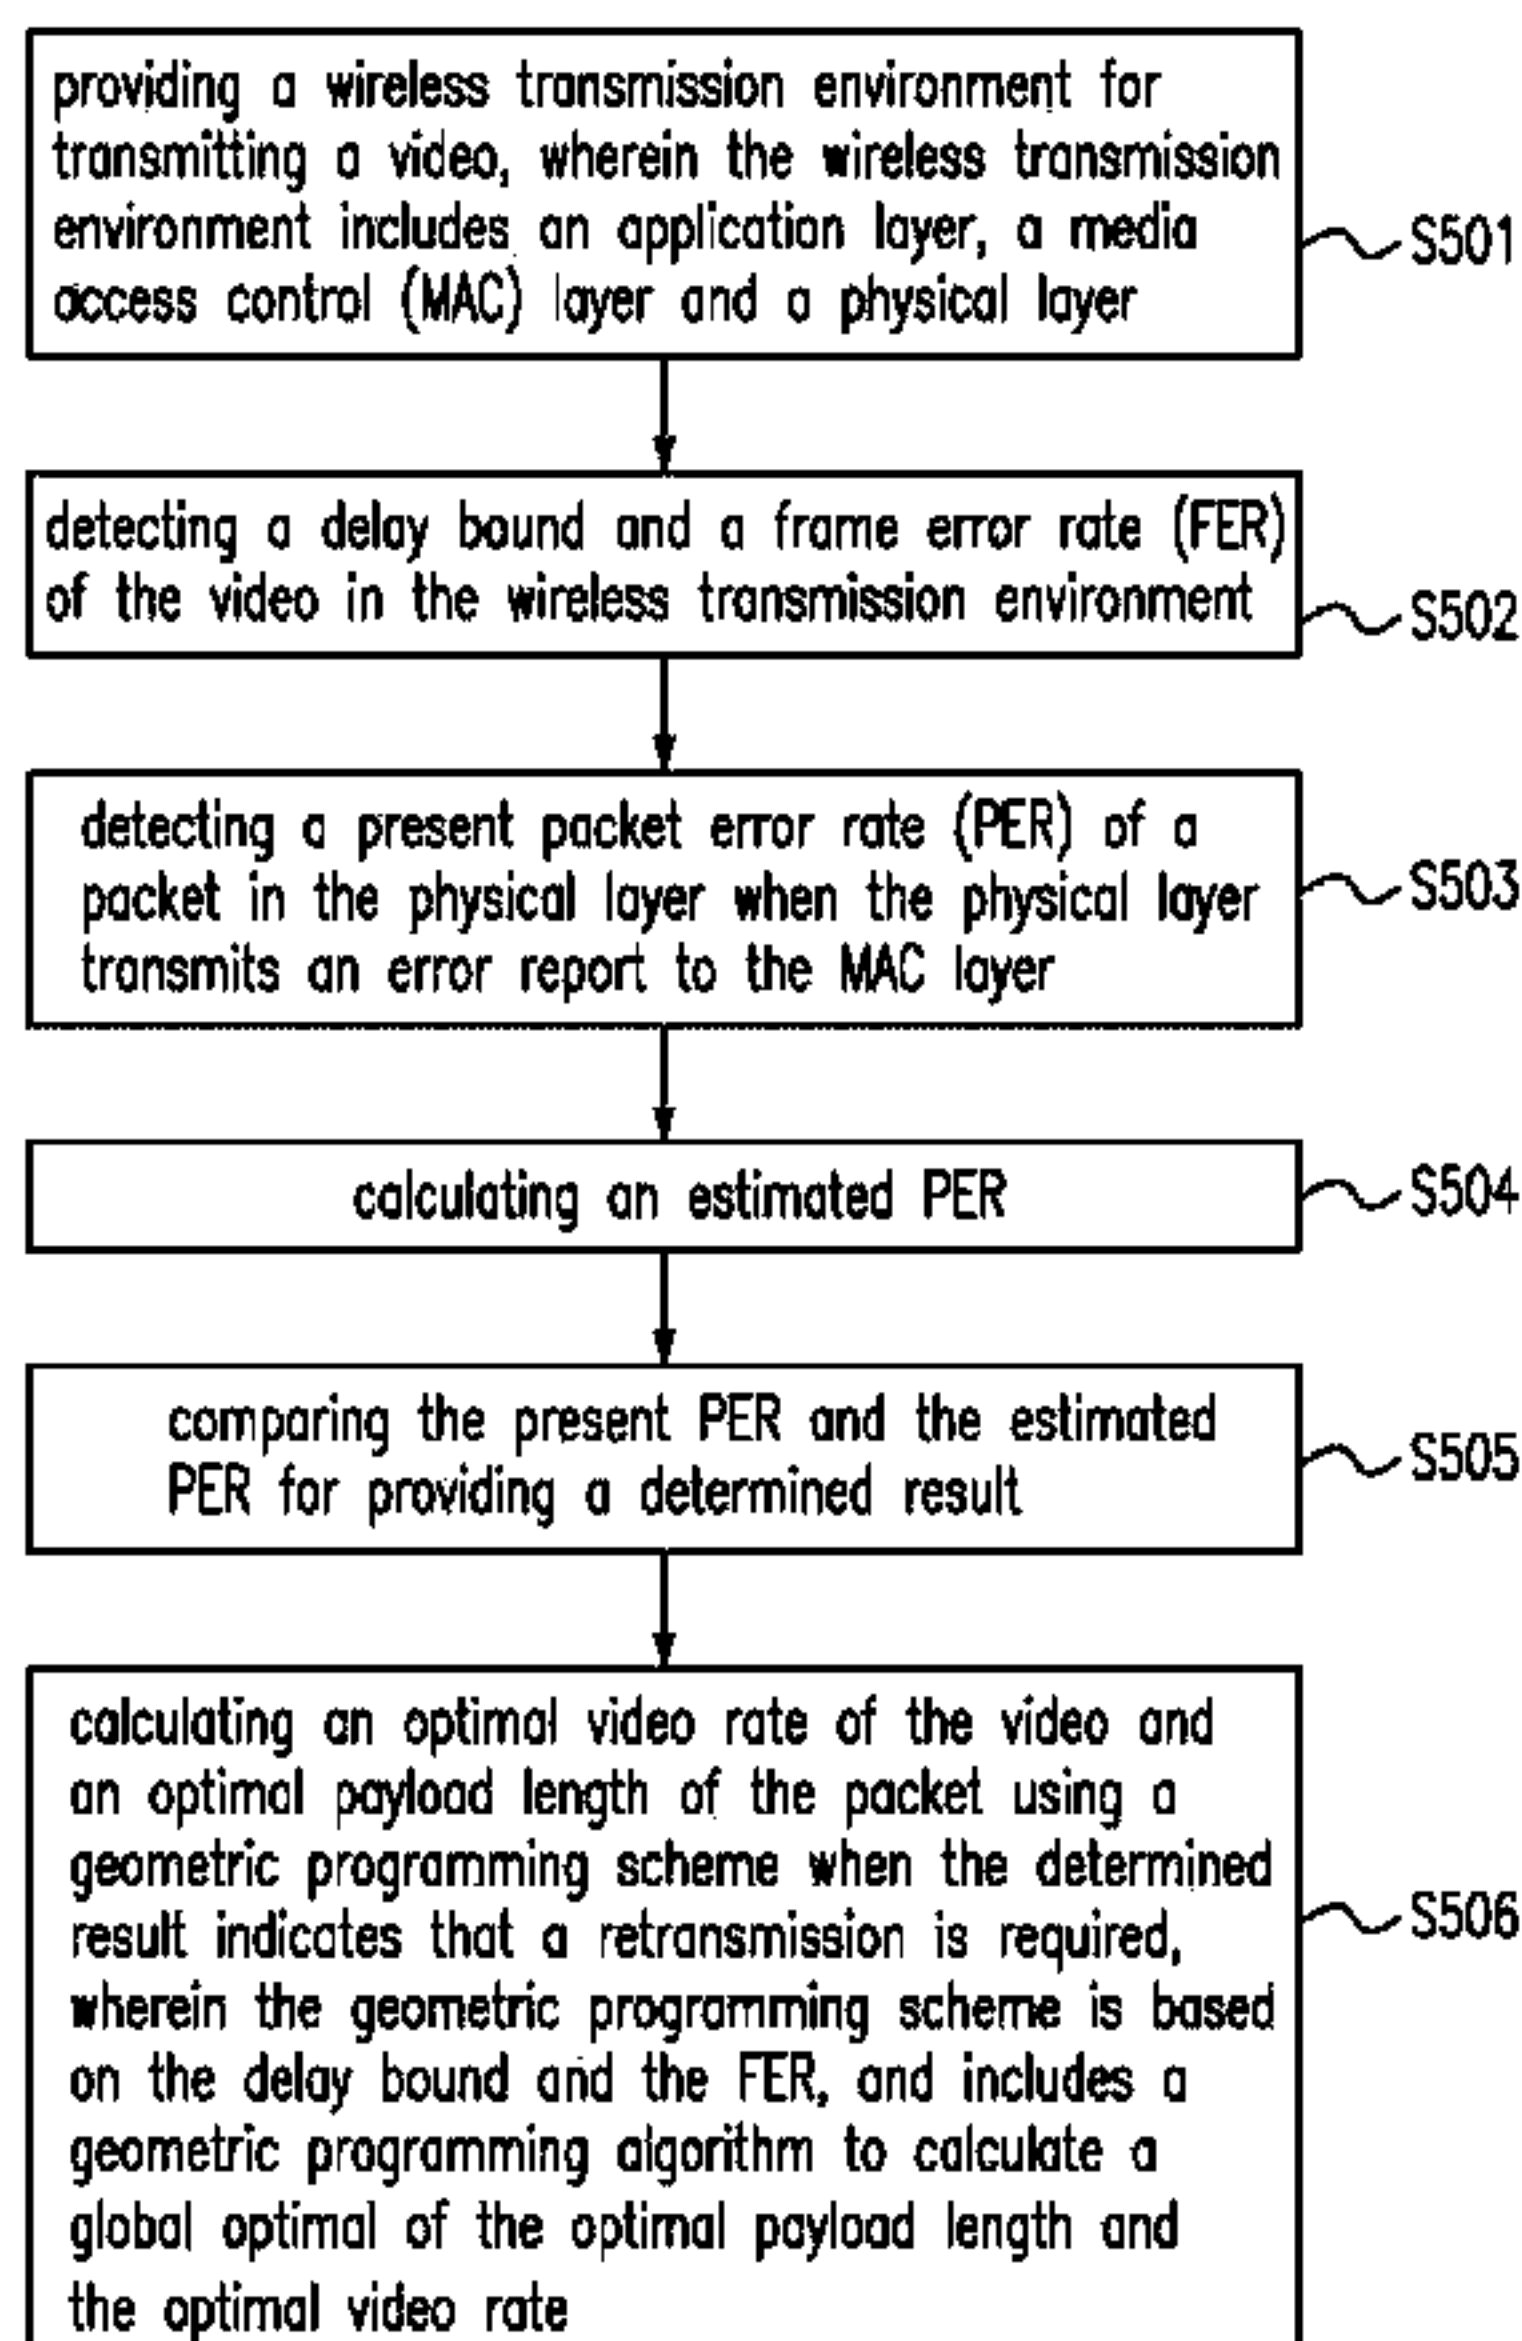 providing a wireless transmission environment for
transmitting a video, wherein the wireless transmission
environment includes an application layer, a media
access control (MAC) layer and a physical layer
S501
detecting a delay bound and a frame error rate (FER)
of the video in the wireless transmission environment
S502
detecting a present packet error rate (PER) of a
packet in the physical layer when the physical layer
transmits an error report to the MAC layer
S503
calculating an estimated PER
S504
comparing the present PER and the estimated
PER for providing a determined result
S505
calculating an optimal video rate of the video and
an optimal payload length of the packet using a
geometric programming scheme when the determined
result indicates that a retransmission is required,
wherein the geometric programming scheme is based
on the delay bound and the FER, and includes a
geometric programming algorithm to calculate a
global optimal of the optimal payload length and
the optimal video rate
S506